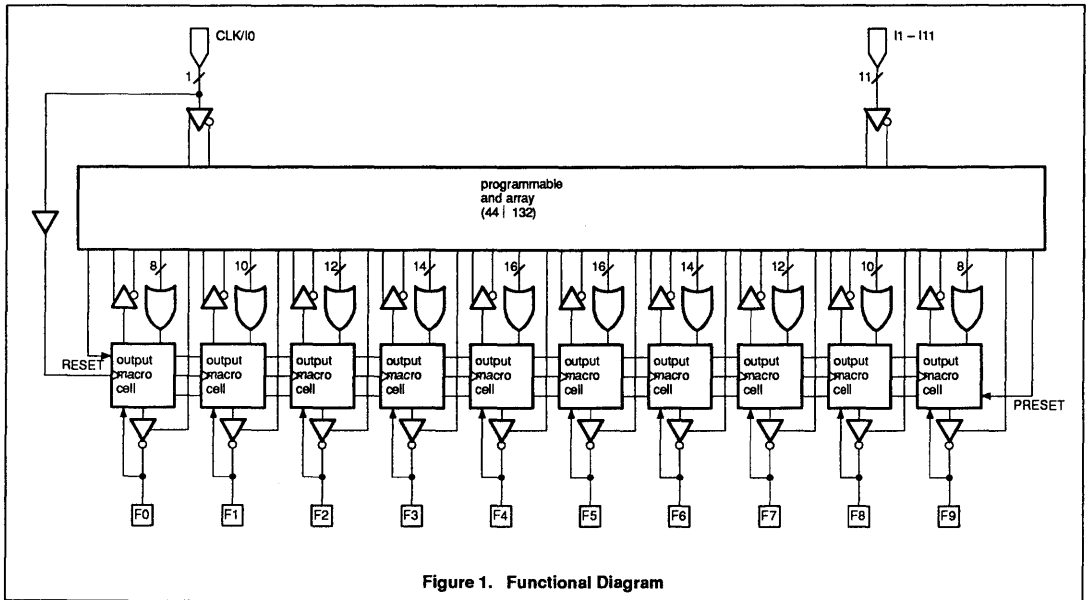 CLK/I0
I1 – I11
1
11
programmable
and array
(44 | 132)
8
10
12
14
16
16
14
12
10
8
RESET
output
macro
cell
output
macro
cell
output
macro
cell
output
macro
cell
output
macro
cell
output
macro
cell
output
macro
cell
output
macro
cell
output
macro
cell
output
macro
cell
PRESET
F0
F1
F2
F3
F4
F5
F6
F7
F8
F9
Figure 1. Functional Diagram